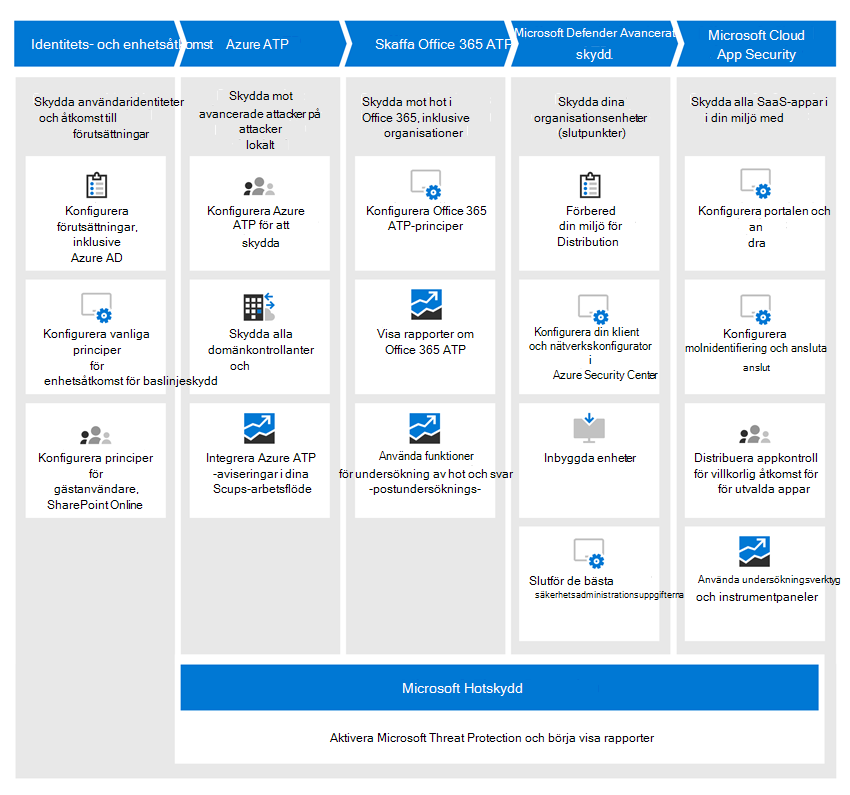 Identitets- och enhetsåtkomst
Azure ATP
Skaffa Office 365 ATP
Microsoft Defender Avancerat
skydd.
Microsoft Cloud
App Security
Skydda användaridentiteter
och åtkomst till
förutsättningar
Skydda mot
avancerade attacker på
attacker
lokalt
Skydda mot hot i
Office 365, inklusive
organisationer
Skydda dina
organisationsenheter
(slutpunkter)
Skydda alla SaaS-appar i
i din miljö med
Konfigurera
förutsättningar,
inklusive
Azure AD
Konfigurera Azure
ATP för att
skydda
Konfigurera Office 365
ATP-principer
Förbered
din miljö för
Distribution
Konfigurera portalen och
an
dra
Konfigurera vanliga
principer
för
enhetsåtkomst för baslinjeskydd
Skydda alla
domänkontrollanter
och
Visa rapporter om
Office 365 ATP
Konfigurera din klient
och nätverkskonfigurator
i
Azure Security Center
Konfigurera
molnidentifiering och ansluta
anslut
Konfigurera principer
för
gästanvändare,
SharePoint Online
Integrera Azure ATP
-aviseringar i dina
Scups-arbetsflöde
Använda funktioner
för undersökning av hot och svar
-postundersöknings-
Inbyggda enheter
Distribuera appkontroll
för villkorlig åtkomst för
för utvalda appar
Slutför de bästa
säkerhetsadministrationsuppgifterna
Använda undersökningsverktyg
och instrumentpaneler
Microsoft Hotskydd
Aktivera Microsoft Threat Protection och börja visa rapporter